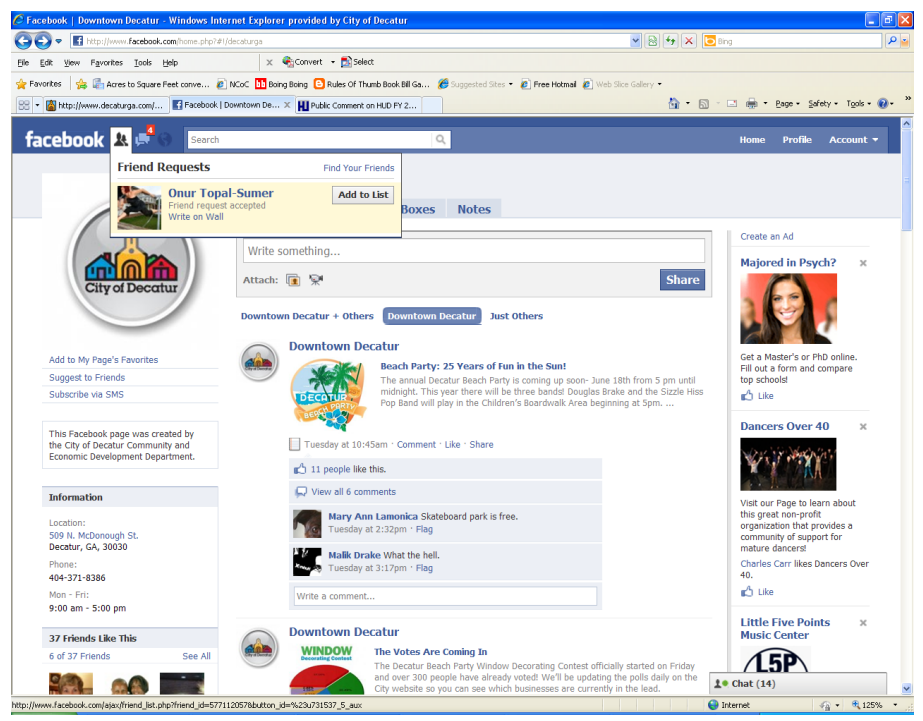 Facebook | Downtown Decatur - Windows Internet Explorer provided by City of Decatur
http://www.facebook.com/home.php?#!/decaturga
Bing
File Edit View Favorites Tools Help x Convert Select
Favorites Acres to Square Feet conve... NCoC Boing Boing Rules Of Thumb Book Bill Ga... Suggested Sites Free Hotmail Web Slice Gallery
http://www.decaturga.com/... Facebook | Downtown De... X Public Comment on HUD FY 2... Page Safety Tools »
facebook 4 Search Home Profile Account
Friend Requests Find Your Friends
Onur Topal-Sumer Add to List
Friend request accepted
Write on Wall
Boxes Notes
City of Decatur
Write something...
Attach: Share
Downtown Decatur + Others Downtown Decatur Just Others
Add to My Page's Favorites
Suggest to Friends
Subscribe via SMS
This Facebook page was created by
the City of Decatur Community and
Economic Development Department.
Information
Location:
509 N. McDonough St.
Decatur, GA, 30030
Phone:
404-371-8386
Mon - Fri:
9:00 am - 5:00 pm
37 Friends Like This
6 of 37 Friends See All
Downtown Decatur
DECATUR
BEACH PARTY
Beach Party: 25 Years of Fun in the Sun!
The annual Decatur Beach Party is coming up soon- June 18th from 5 pm until
midnight. This year there will be three bands! Douglas Brake and the Sizzle Hiss
Pop Band will play in the Children's Boardwalk Area beginning at 5pm. ...
Tuesday at 10:45am · Comment · Like · Share
11 people like this.
View all 6 comments
Mary Ann Lamonica Skateboard park is free.
Tuesday at 2:32pm · Flag
Malik Drake What the hell.
Tuesday at 3:17pm · Flag
Write a comment...
Downtown Decatur
WINDOW
Decorating Contest
The Votes Are Coming In
The Decatur Beach Party Window Decorating Contest officially started on Friday
and over 300 people have already voted! We'll be updating the polls daily on the
City website so you can see which businesses are currently in the lead.
Create an Ad
Majored in Psych? x
Get a Master's or PhD online.
Fill out a form and compare
top schools!
Like
Dancers Over 40 x
Visit our Page to learn about
this great non-profit
organization that provides a
community of support for
mature dancers!
Charles Carr likes Dancers Over
40.
Like
Little Five Points x
Music Center
L5P
Chat (14)
http://www.facebook.com/ajax/friend_list.php?friend_id=577112057&button_id=%23u731537_5_aux Internet 125%